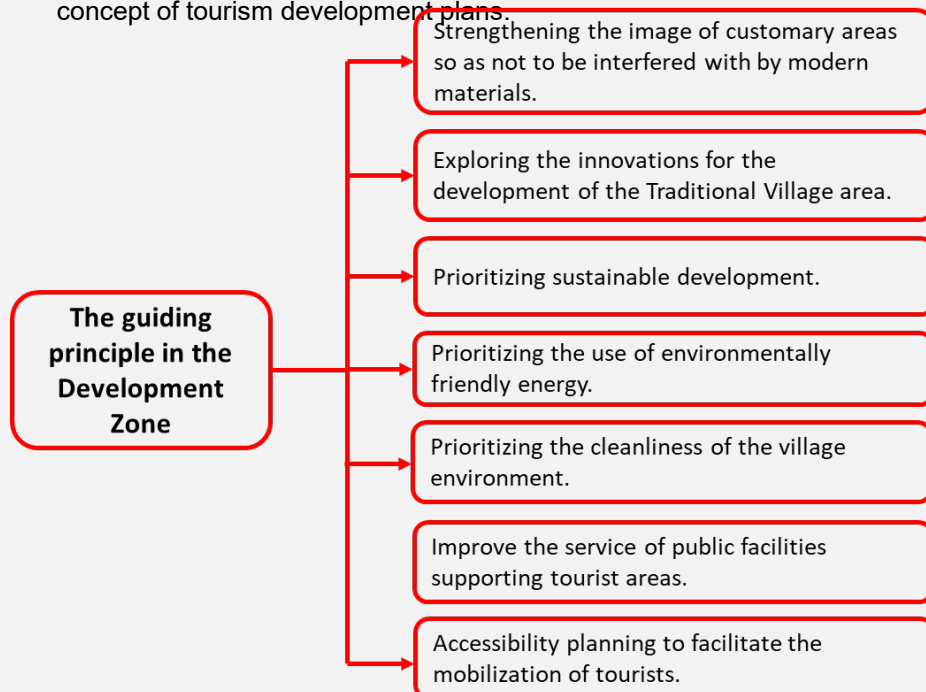 concept of tourism development plans.
Strengthening the image of customary areas
so as not to be interfered with by modern
materials.
Exploring the innovations for the
development of the Traditional Village area.
Prioritizing sustainable development.
The guiding
principle in the
Development
Zone
Prioritizing the use of environmentally
friendly energy.
Prioritizing the cleanliness of the village
environment.
Improve the service of public facilities
supporting tourist areas.
Accessibility planning to facilitate the
mobilization of tourists.